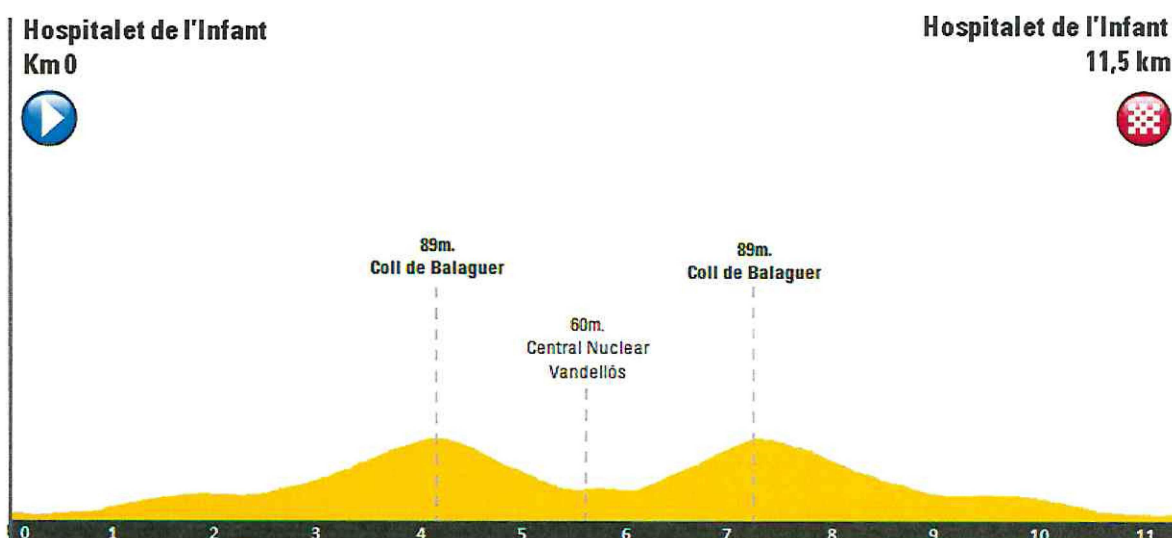 Hospitalet de l'Infant
Km 0
Hospitalet de l'Infant
11,5 km
89m.
Coll de Balaguer
89m.
Coll de Balaguer
60m.
Central Nuclear
Vandellós
0 1 2 3 4 5 6 7 8 9 10 11